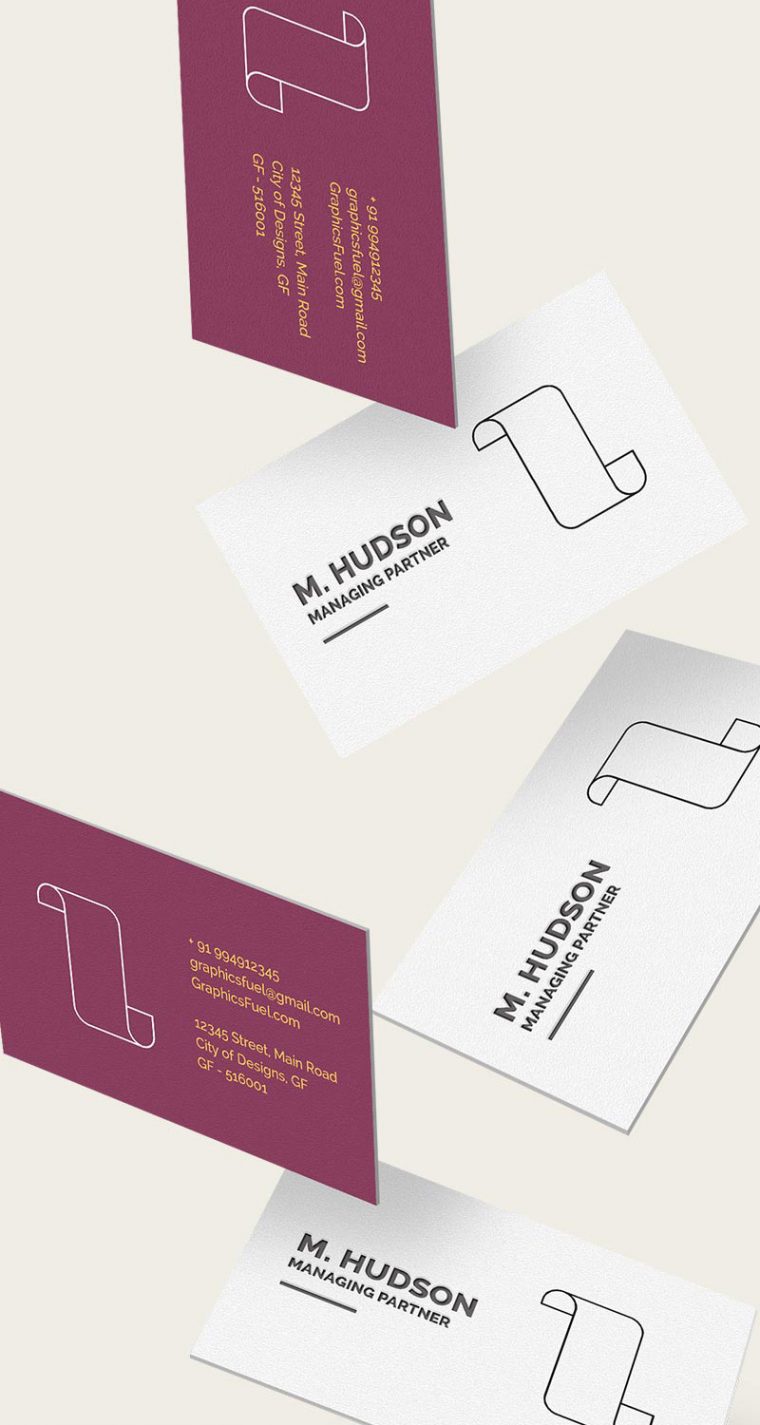 + 91 994912345
graphicsfuel@gmail.com
GraphicsFuel.com
12345 Street, Main Road
City of Designs, GF
GF - 516001
M. HUDSON
MANAGING PARTNER
M. HUDSON
MANAGING PARTNER
+ 91 994912345
graphicsfuel@gmail.com
GraphicsFuel.com
12345 Street, Main Road
City of Designs, GF
GF - 516001
M. HUDSON
MANAGING PARTNER